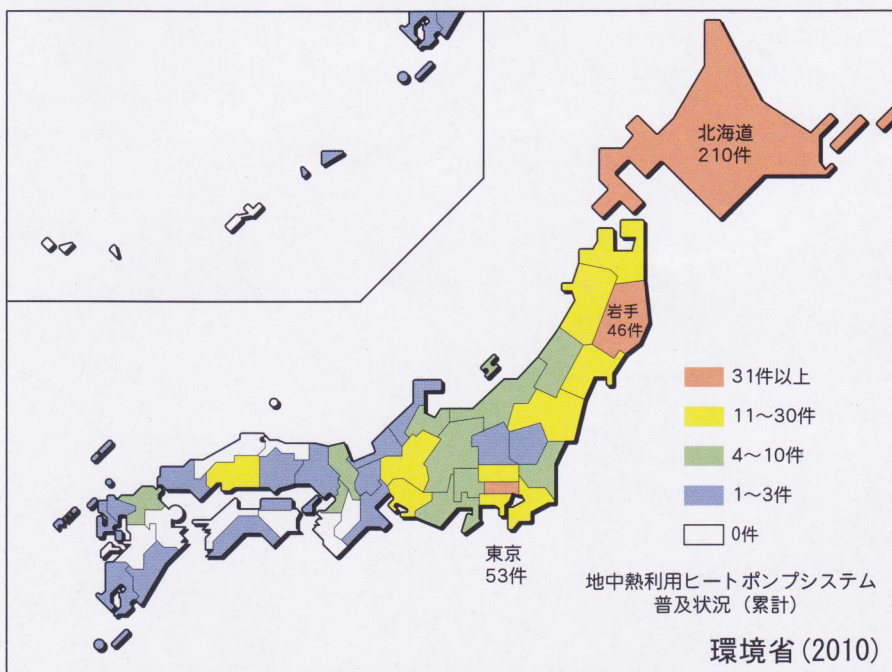 北海道
210件
岩手
46件
31件以上
11～30件
4～10件
1～3件
0件
東京
53件
地中熱利用ヒートポンプシステム
普及状況（累計）
環境省(2010)